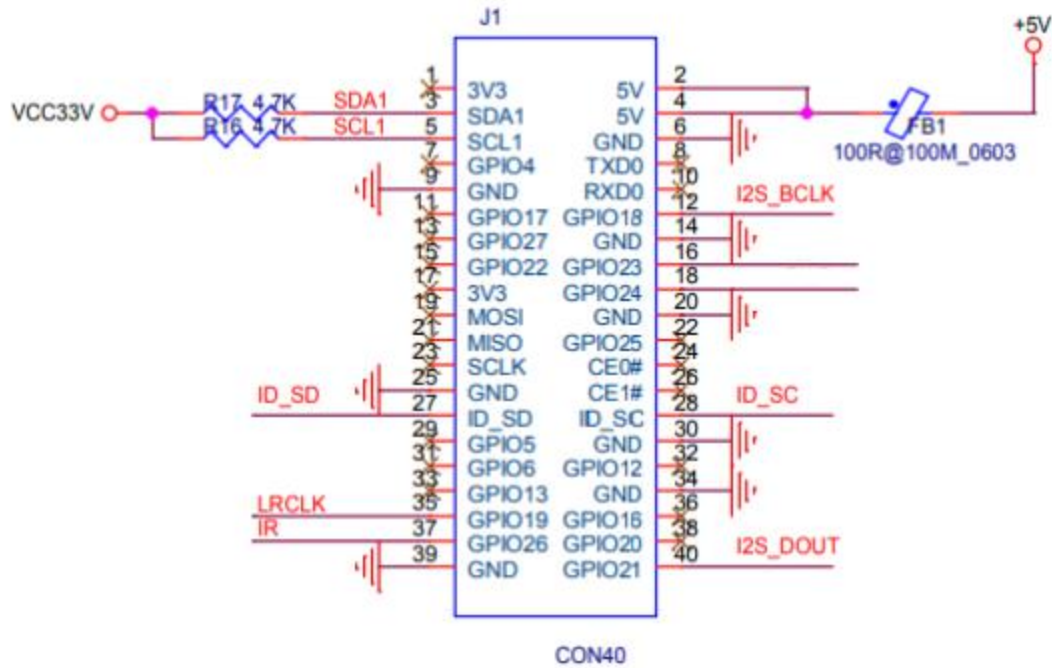 J1
+5V
1 3V3 5V 2
VCC33V R17 4.7K SDA1 3 SDA1 5V 4
R16 4.7K SCL1 5 SCL1 GND 6 FB1
7 GPIO4 TXD0 8 100R@100M_0603
9 GND RXD0 10
11 GPIO17 GPIO18 12 I2S_BCLK
13 GPIO27 GND 14
15 GPIO22 GPIO23 16
17 3V3 GPIO24 18
19 MOSI GND 20
21 MISO GPIO25 22
23 SCLK CE0# 24
25 GND CE1# 26
ID_SD 27 ID_SD ID_SC 28 ID_SC
29 GPIO5 GND 30
31 GPIO6 GPIO12 32
33 GPIO13 GND 34
LRCLK 35 GPIO19 GPIO16 36
IR 37 GPIO26 GPIO20 38
39 GND GPIO21 40 I2S_DOUT
CON40